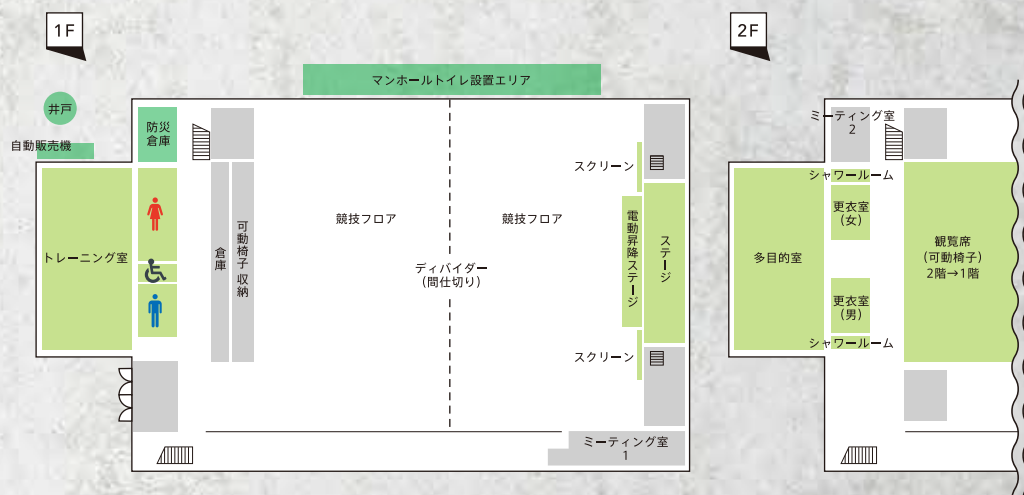 1F
マンホールトイレ設置エリア
井戸
自動販売機
防災
倉庫
トレーニング室
倉庫
可動椅子 収納
競技フロア
競技フロア
ディバイダー
(間仕切り)
スクリーン
電動昇降ステージ
ステージ
スクリーン
ミーティング室
1
2F
ミーティング室
2
シャワールーム
更衣室
(女)
多目的室
観覧席
(可動椅子)
2階→1階
更衣室
(男)
シャワールーム